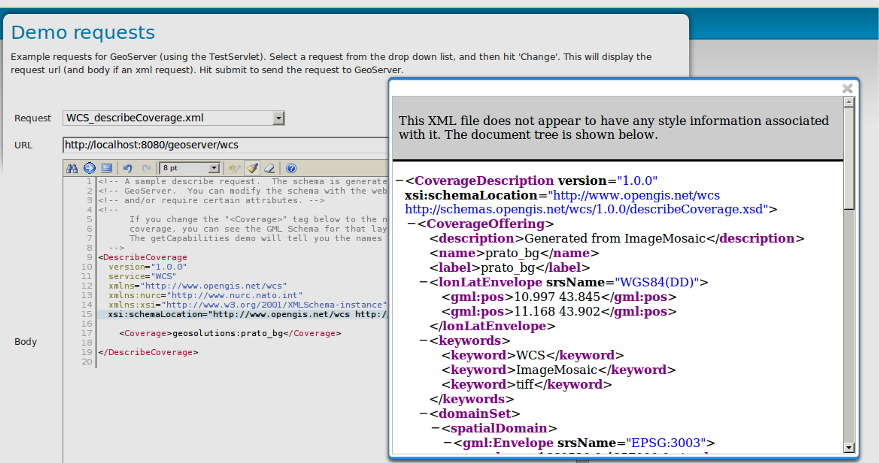 Demo requests
Example requests for GeoServer (using the TestServlet). Select a request from the drop down list, and then hit 'Change'. This will display the
request url (and body if an xml request). Hit submit to send the request to GeoServer.
Request WCS_describeCoverage.xml
URL http://localhost:8080/geoserver/wcs
8 pt
Body
1 <!-- A sample describe request. The schema is generate
2 <!-- GeoServer. You can modify the schema with the web
3 <!-- and/or require certain attributes. -->
4 <!--
5 If you change the "<Coverage>" tag below to the n
6 coverage, you can see the GML Schema for that lay
7 The getCapabilities demo will tell you the names
8 -->
9 <DescribeCoverage
10 version="1.0.0"
11 service="WCS"
12 xmlns="http://www.opengis.net/wcs"
13 xmlns:nurc="http://www.nurc.nato.int"
14 xmlns:xsi="http://www.w3.org/2001/XMLSchema-instance"
15 xsi:schemaLocation="http://www.opengis.net/wcs http:/
16
17 <Coverage>geosolutions:prato_bg</Coverage>
18
19 </DescribeCoverage>
20
This XML file does not appear to have any style information associated
with it. The document tree is shown below.
−<CoverageDescription version="1.0.0"
xsi:schemaLocation="http://www.opengis.net/wcs
http://schemas.opengis.net/wcs/1.0.0/describeCoverage.xsd">
−<CoverageOffering>
<description>Generated from ImageMosaic</description>
<name>prato_bg</name>
<label>prato_bg</label>
−<lonLatEnvelope srsName="WGS84(DD)">
<gml:pos>10.997 43.845</gml:pos>
<gml:pos>11.168 43.902</gml:pos>
</lonLatEnvelope>
−<keywords>
<keyword>WCS</keyword>
<keyword>ImageMosaic</keyword>
<keyword>tiff</keyword>
</keywords>
−<domainSet>
−<spatialDomain>
−<gml:Envelope srsName="EPSG:3003">